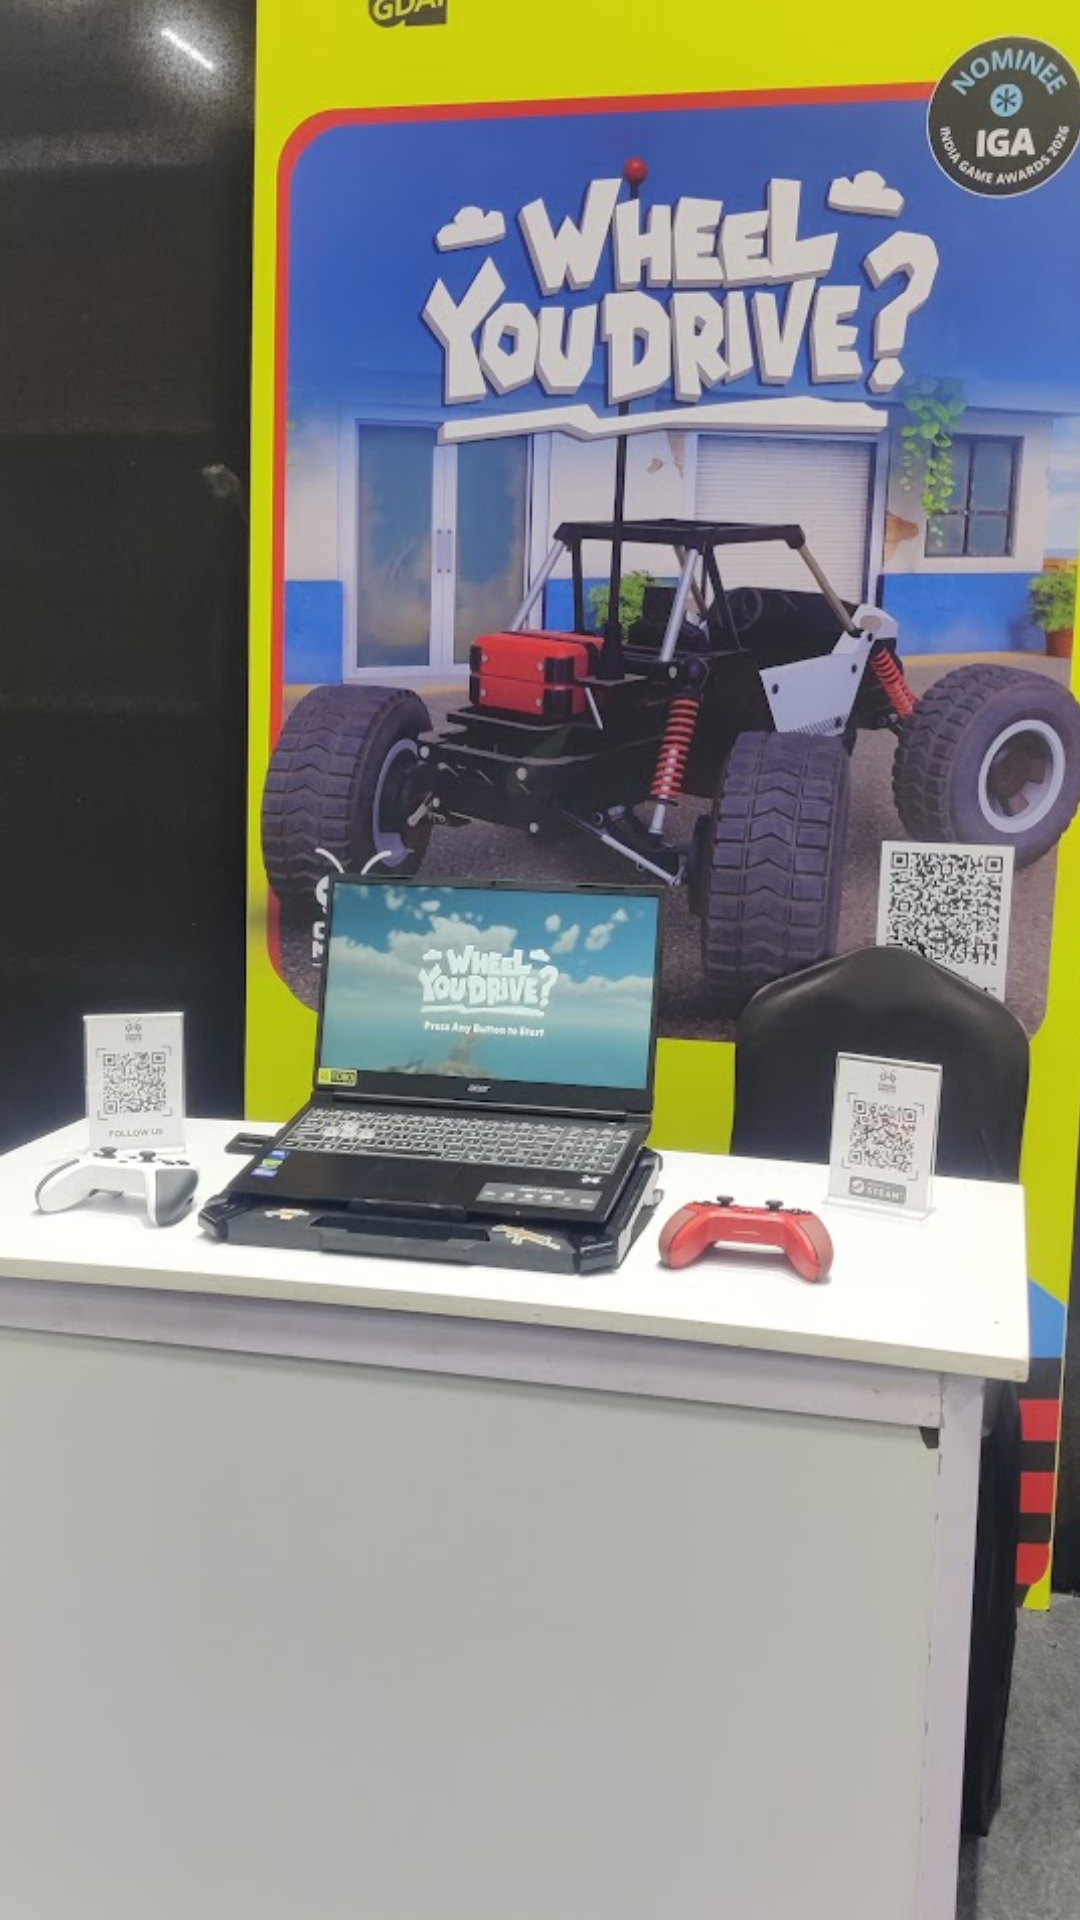 GDAI
NOMINEE
IGA
INDIA GAME AWARDS 2026
WHEEL
YOU DRIVE?
WHEEL
YOU DRIVE?
Press Any Button to Start
acer
FOLLOW US
STEAM